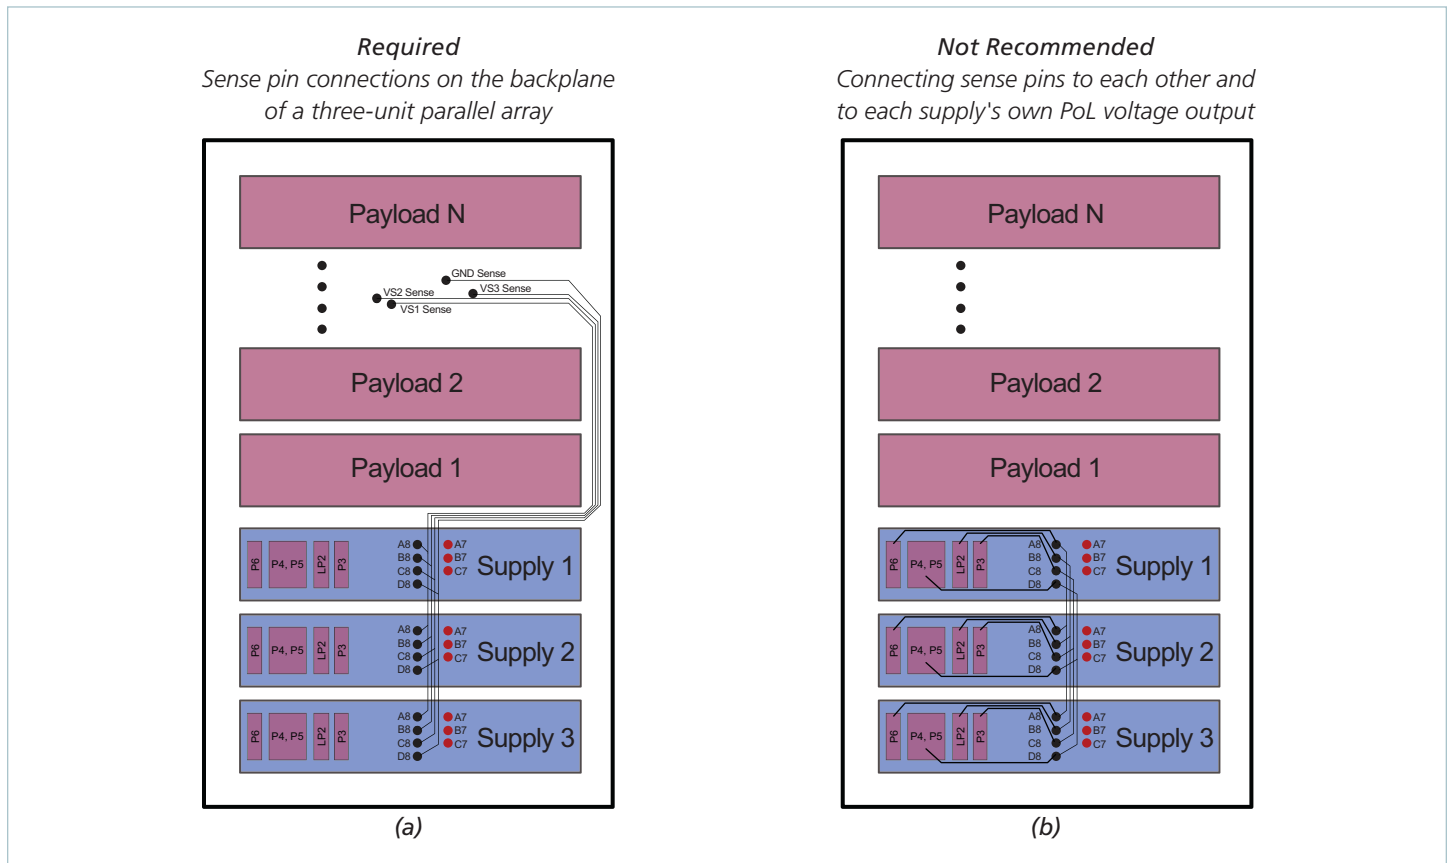 Required
Sense pin connections on the backplane
of a three-unit parallel array
Payload N
GND Sense
VS3 Sense
VS2 Sense
VS1 Sense
Payload 2
Payload 1
P6
P4, P5
LP2
P3
A8
B8
C8
D8
A7
B7
C7
Supply 1
P6
P4, P5
LP2
P3
A8
B8
C8
D8
A7
B7
C7
Supply 2
P6
P4, P5
LP2
P3
A8
B8
C8
D8
A7
B7
C7
Supply 3
(a)
Not Recommended
Connecting sense pins to each other and
to each supply's own PoL voltage output
Payload N
Payload 2
Payload 1
P6
P4, P5
LP2
P3
A8
B8
C8
D8
A7
B7
C7
Supply 1
P6
P4, P5
LP2
P3
A8
B8
C8
D8
A7
B7
C7
Supply 2
P6
P4, P5
LP2
P3
A8
B8
C8
D8
A7
B7
C7
Supply 3
(b)